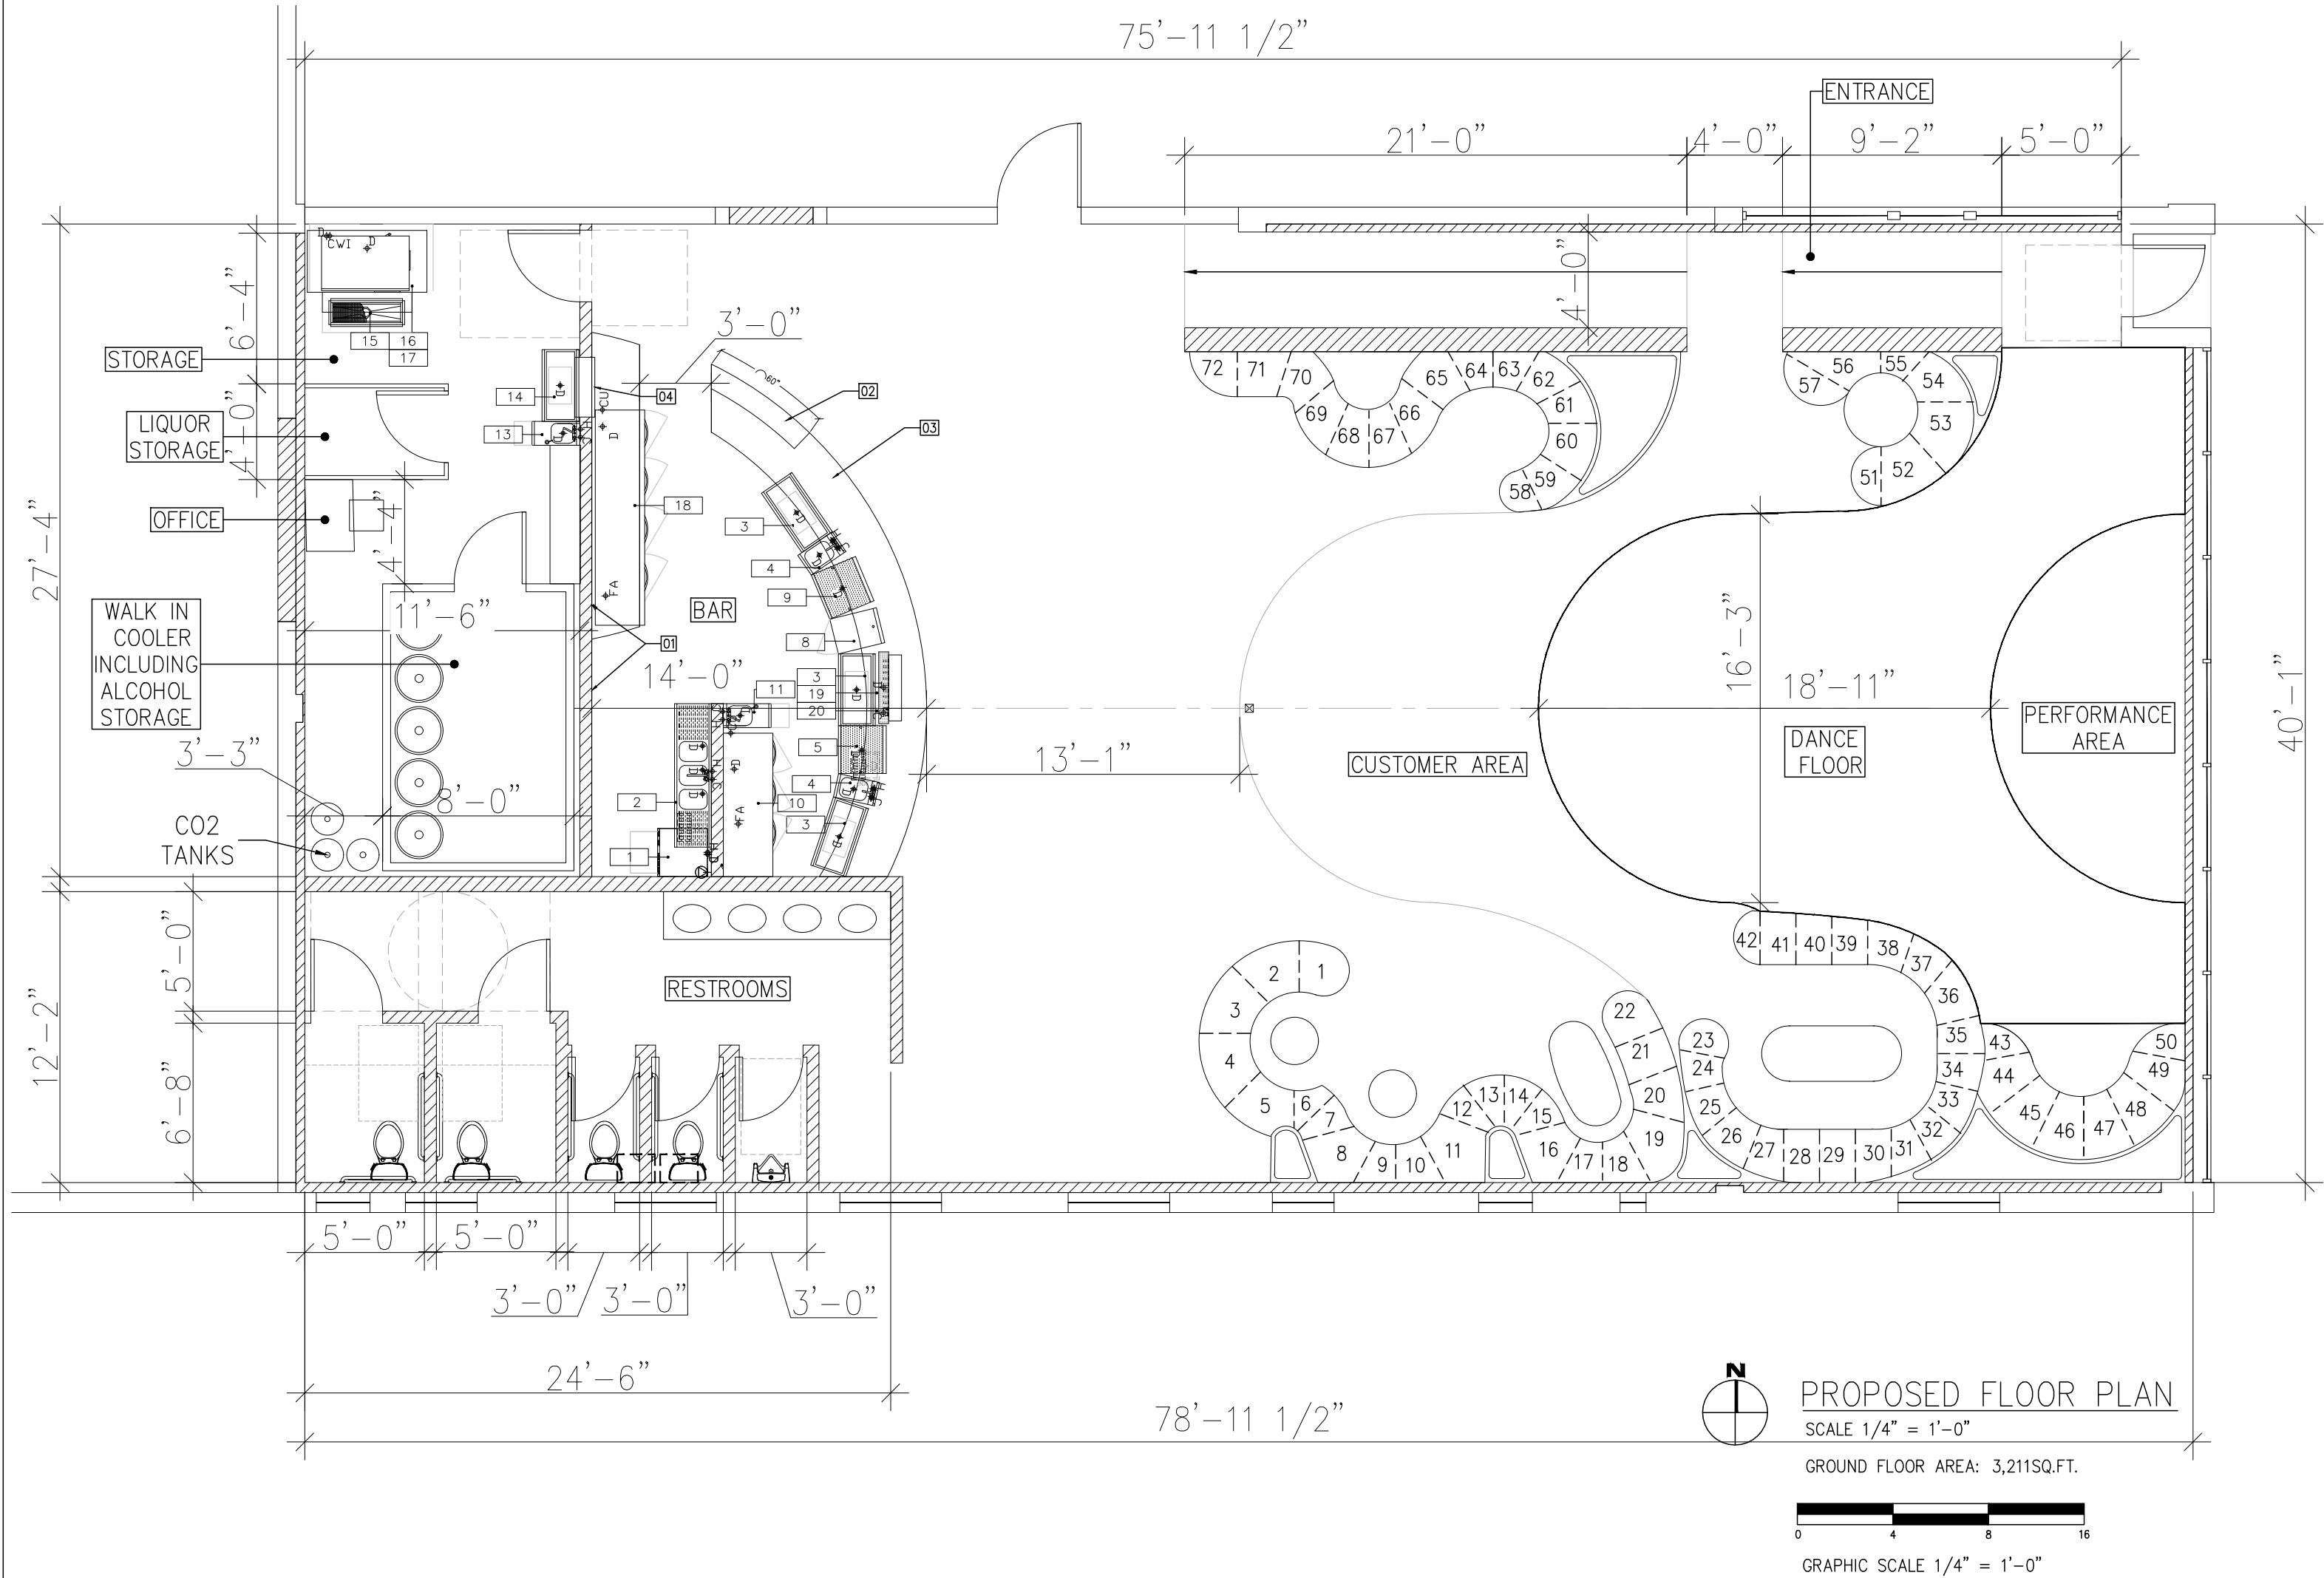 75'-11 1/2"
ENTRANCE
21'-0"
4'-0"
9'-2"
5'-0"
D
CWI
D
6'-4"
4'-0"
3'-0"
15
16
17
STORAGE
60"
02
72
71
70
65
64
63
62
56
55
54
57
14
04
CU
D
61
69
66
53
LIQUOR
STORAGE
4'-0"
13
D
03
68
67
60
51
52
58
59
OFFICE
4'-4"
18
3
D
27'-4"
4
D
WALK IN
COOLER
INCLUDING
ALCOHOL
STORAGE
11'-6"
FA
BAR
9
D
16'-3"
8
01
14'-0"
11
3
19
20
D
18'-11"
PERFORMANCE
AREA
40'-1"
5
DANCE
FLOOR
3'-3"
13'-1"
CUSTOMER AREA
D
D
D
D
H
C
4
D
H
C
8'-0"
2
10
FA
3
D
CO2
TANKS
1
42
41
40
39
38
37
36
5'-0"
12'-2"
RESTROOMS
2
1
3
4
5
6
7
8
9
10
11
12
13
14
15
16
17
18
19
20
21
22
23
24
25
26
27
28
29
30
31
32
33
34
35
43
44
45
46
47
48
49
50
6'-8"
5'-0"
5'-0"
3'-0"
3'-0"
3'-0"
24'-6"
78'-11 1/2"
N
PROPOSED FLOOR PLAN
SCALE 1/4" = 1'-0"
GROUND FLOOR AREA: 3,211SQ.FT.
0
4
8
16
GRAPHIC SCALE 1/4" = 1'-0"